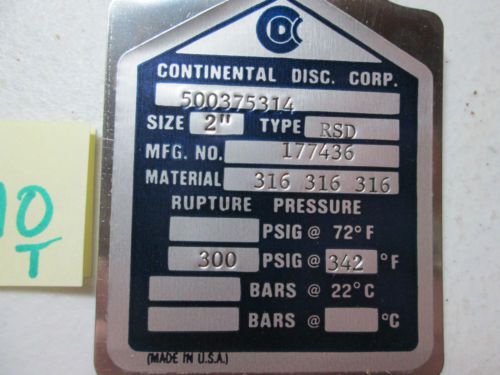 CDC
CONTINENTAL DISC. CORP.
500375314
SIZE 2" TYPE RSD
MFG. NO. 177436
MATERIAL 316 316 316
RUPTURE PRESSURE
PSIG @ 72°F
300 PSIG @ 342 °F
BARS @ 22°C
BARS @ °C
(MADE IN U.S.A.)
10
T